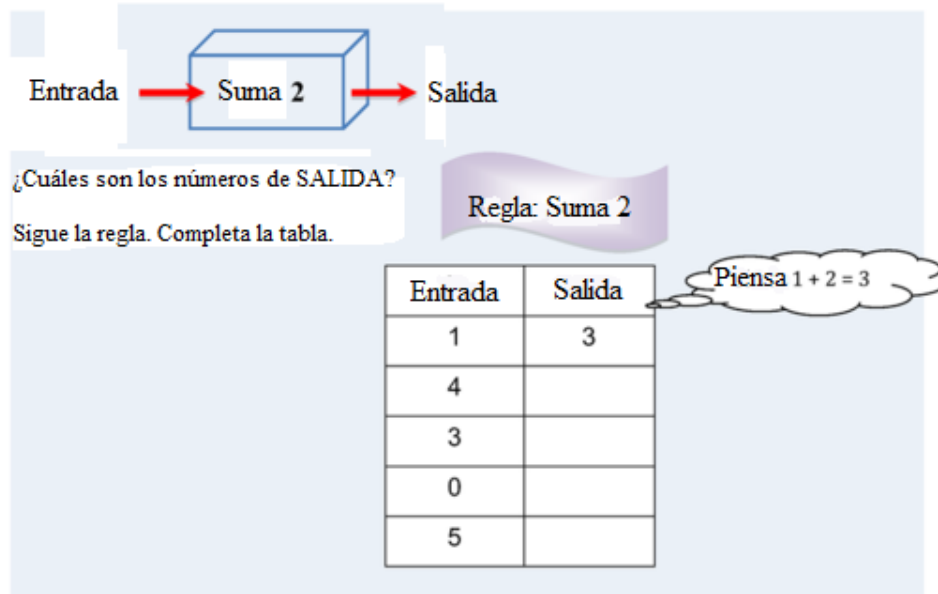 Entrada Suma 2 Salida
¿Cuáles son los números de SALIDA?
Sigue la regla. Completa la tabla.
Regla: Suma 2
Piensa 1 + 2 = 3
Entrada Salida
1 3
4
3
0
5